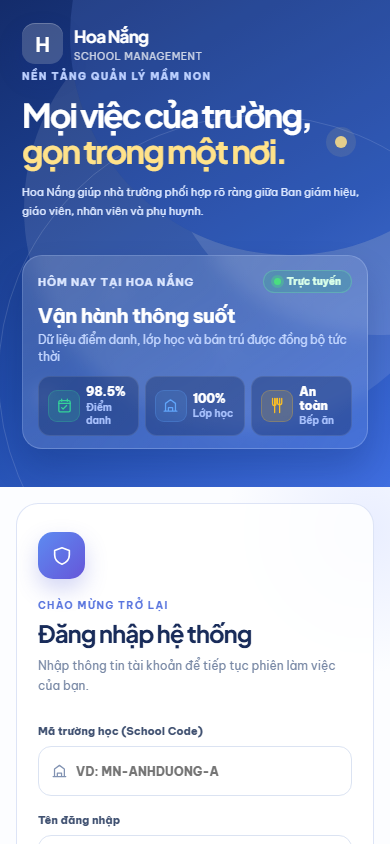 H
Hoa Nắng
SCHOOL MANAGEMENT
NỀN TẢNG QUẢN LÝ MẦM NON
Mọi việc của trường,
gọn trong một nơi.
Hoa Nắng giúp nhà trường phối hợp rõ ràng giữa Ban giám hiệu,
giáo viên, nhân viên và phụ huynh.
HÔM NAY TẠI HOA NẮNG
Trực tuyến
Vận hành thông suốt
Dữ liệu điểm danh, lớp học và bán trú được đồng bộ tức
thời
98.5%
Điểm
danh
100%
Lớp học
An
toàn
Bếp ăn
CHÀO MỪNG TRỞ LẠI
Đăng nhập hệ thống
Nhập thông tin tài khoản để tiếp tục phiên làm việc
của bạn.
Mã trường học (School Code)
VD: MN-ANHDUONG-A
Tên đăng nhập